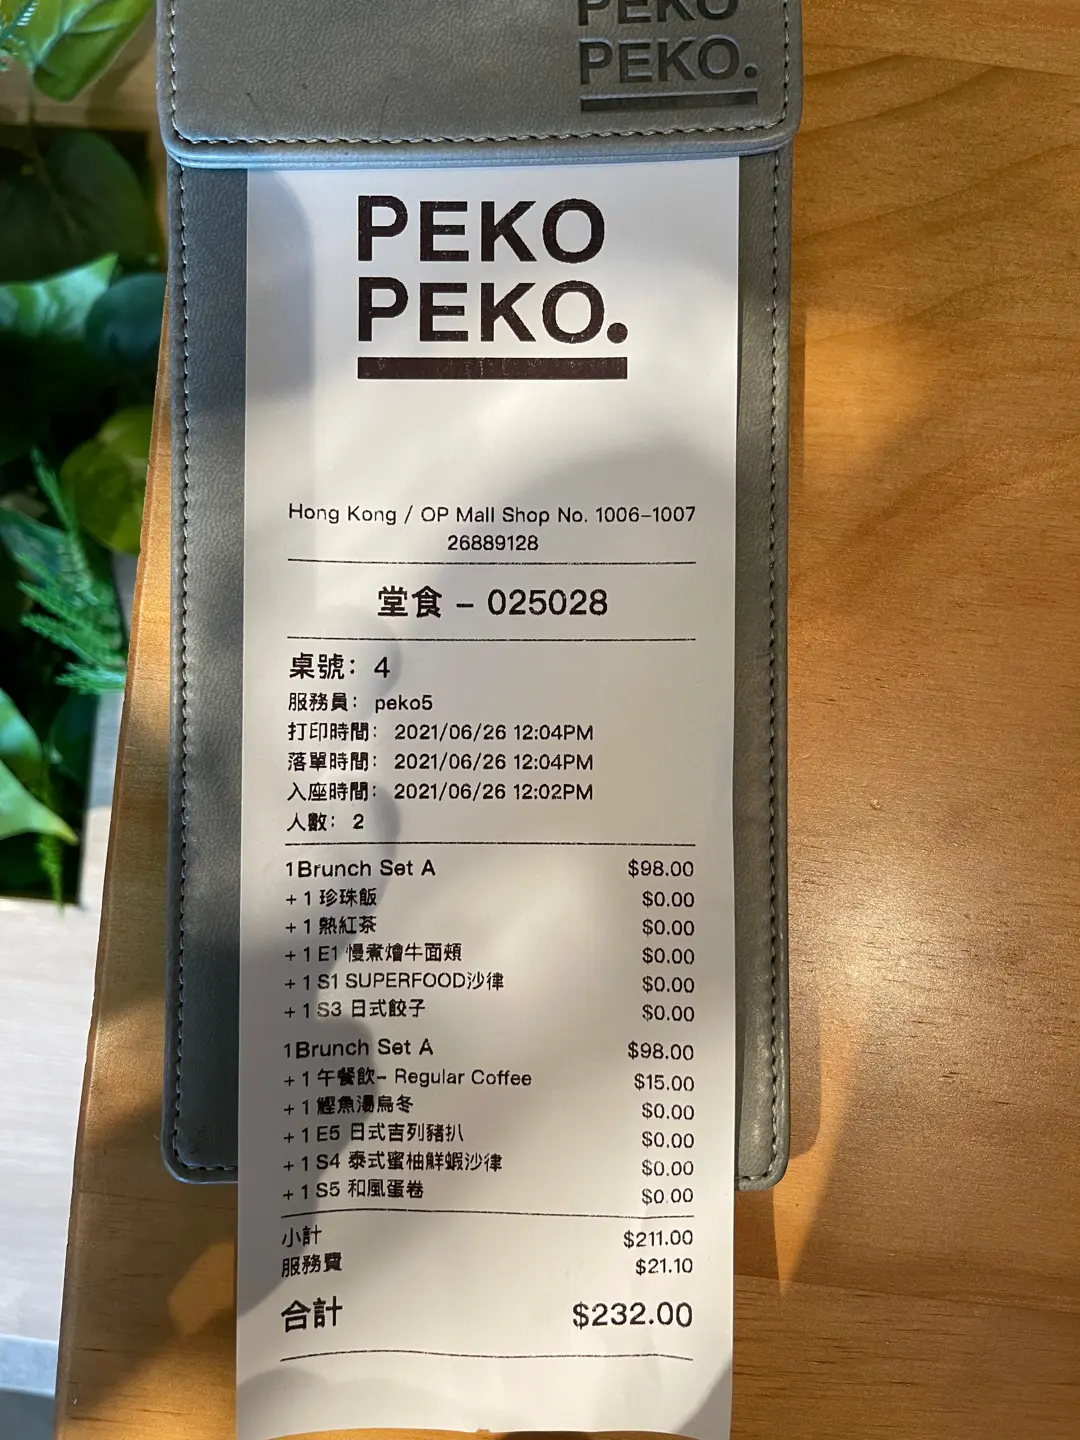 PEKO
PEKO.
PEKO
PEKO.
Hong Kong / OP Mall Shop No. 1006-1007
26889128
堂食 - 025028
桌號: 4
服務員: peko5
打印時間: 2021/06/26 12:04PM
落單時間: 2021/06/26 12:04PM
入座時間: 2021/06/26 12:02PM
人數: 2
1Brunch Set A $98.00
+ 1 珍珠飯 $0.00
+ 1 熱紅茶 $0.00
+ 1 E1 慢煮燴牛面頰 $0.00
+ 1 S1 SUPERFOOD沙律 $0.00
+ 1 S3 日式餃子 $0.00
1Brunch Set A $98.00
+ 1 午餐飲- Regular Coffee $15.00
+ 1 鰹魚湯烏冬 $0.00
+ 1 E5 日式吉列豬扒 $0.00
+ 1 S4 泰式蜜柚鮮蝦沙律 $0.00
+ 1 S5 和風蛋卷 $0.00
小計 $211.00
服務費 $21.10
合計 $232.00